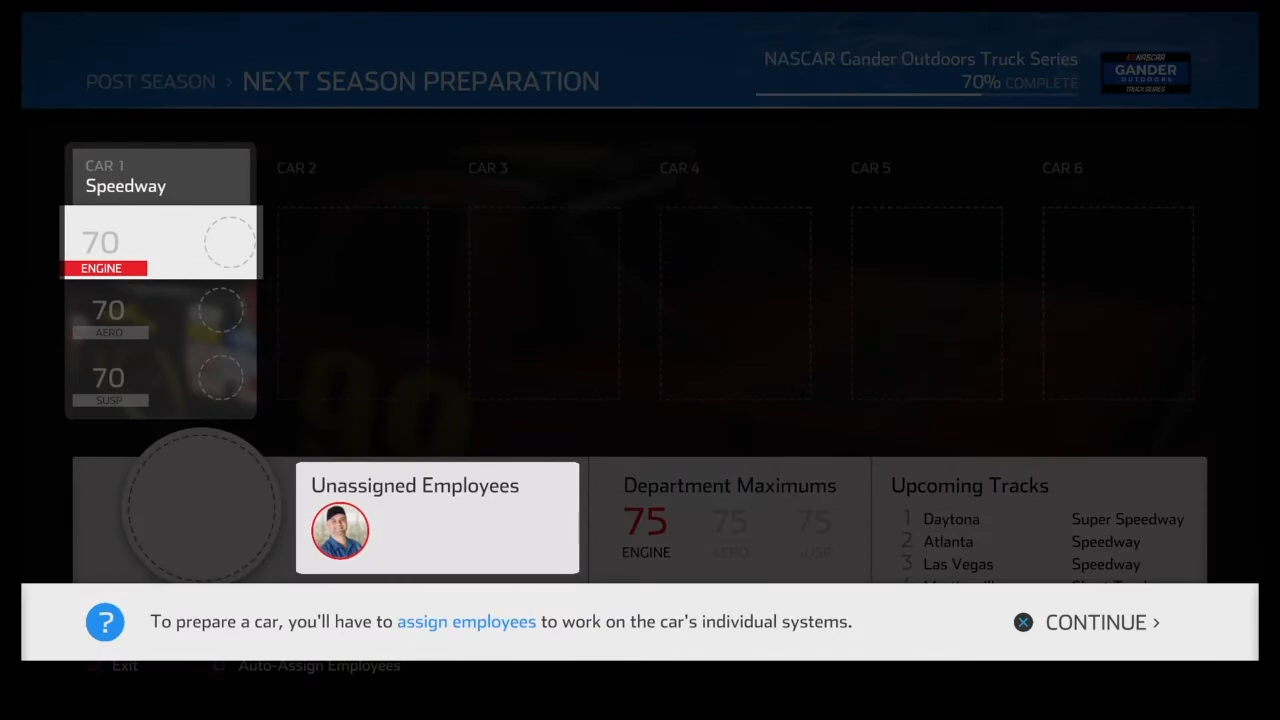 POST SEASON > NEXT SEASON PREPARATION
NASCAR Gander Outdoors Truck Series
70% COMPLETE
NASCAR
GANDER
OUTDOORS
TRUCK SERIES
CAR 1
Speedway
CAR 2
CAR 3
CAR 4
CAR 5
CAR 6
70
ENGINE
70
AERO
70
SUSP
Unassigned Employees
Department Maximums
75 75 75
ENGINE AERO SUSP
Upcoming Tracks
1 Daytona Super Speedway
2 Atlanta Speedway
3 Las Vegas Speedway
? To prepare a car, you'll have to assign employees to work on the car's individual systems.
CONTINUE >
Exit
Auto-Assign Employees